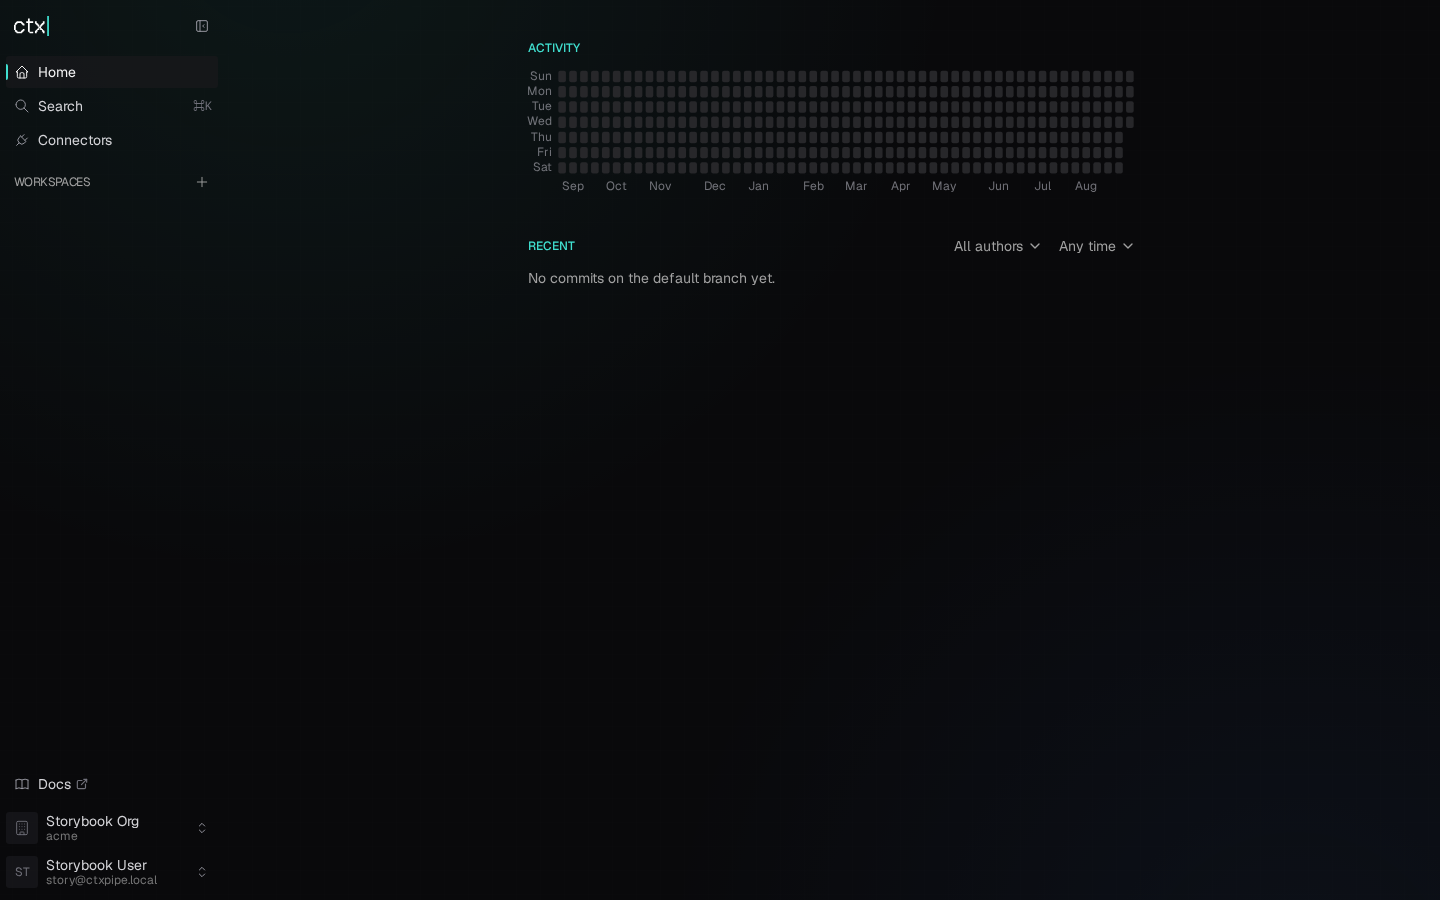 ctx
Home
Search ⌘K
Connectors
WORKSPACES
ACTIVITY
Sun
Mon
Tue
Wed
Thu
Fri
Sat
Sep Oct Nov Dec Jan Feb Mar Apr May Jun Jul Aug
RECENT
All authors Any time
No commits on the default branch yet.
Docs
Storybook Org
acme
ST
Storybook User
story@ctxpipe.local